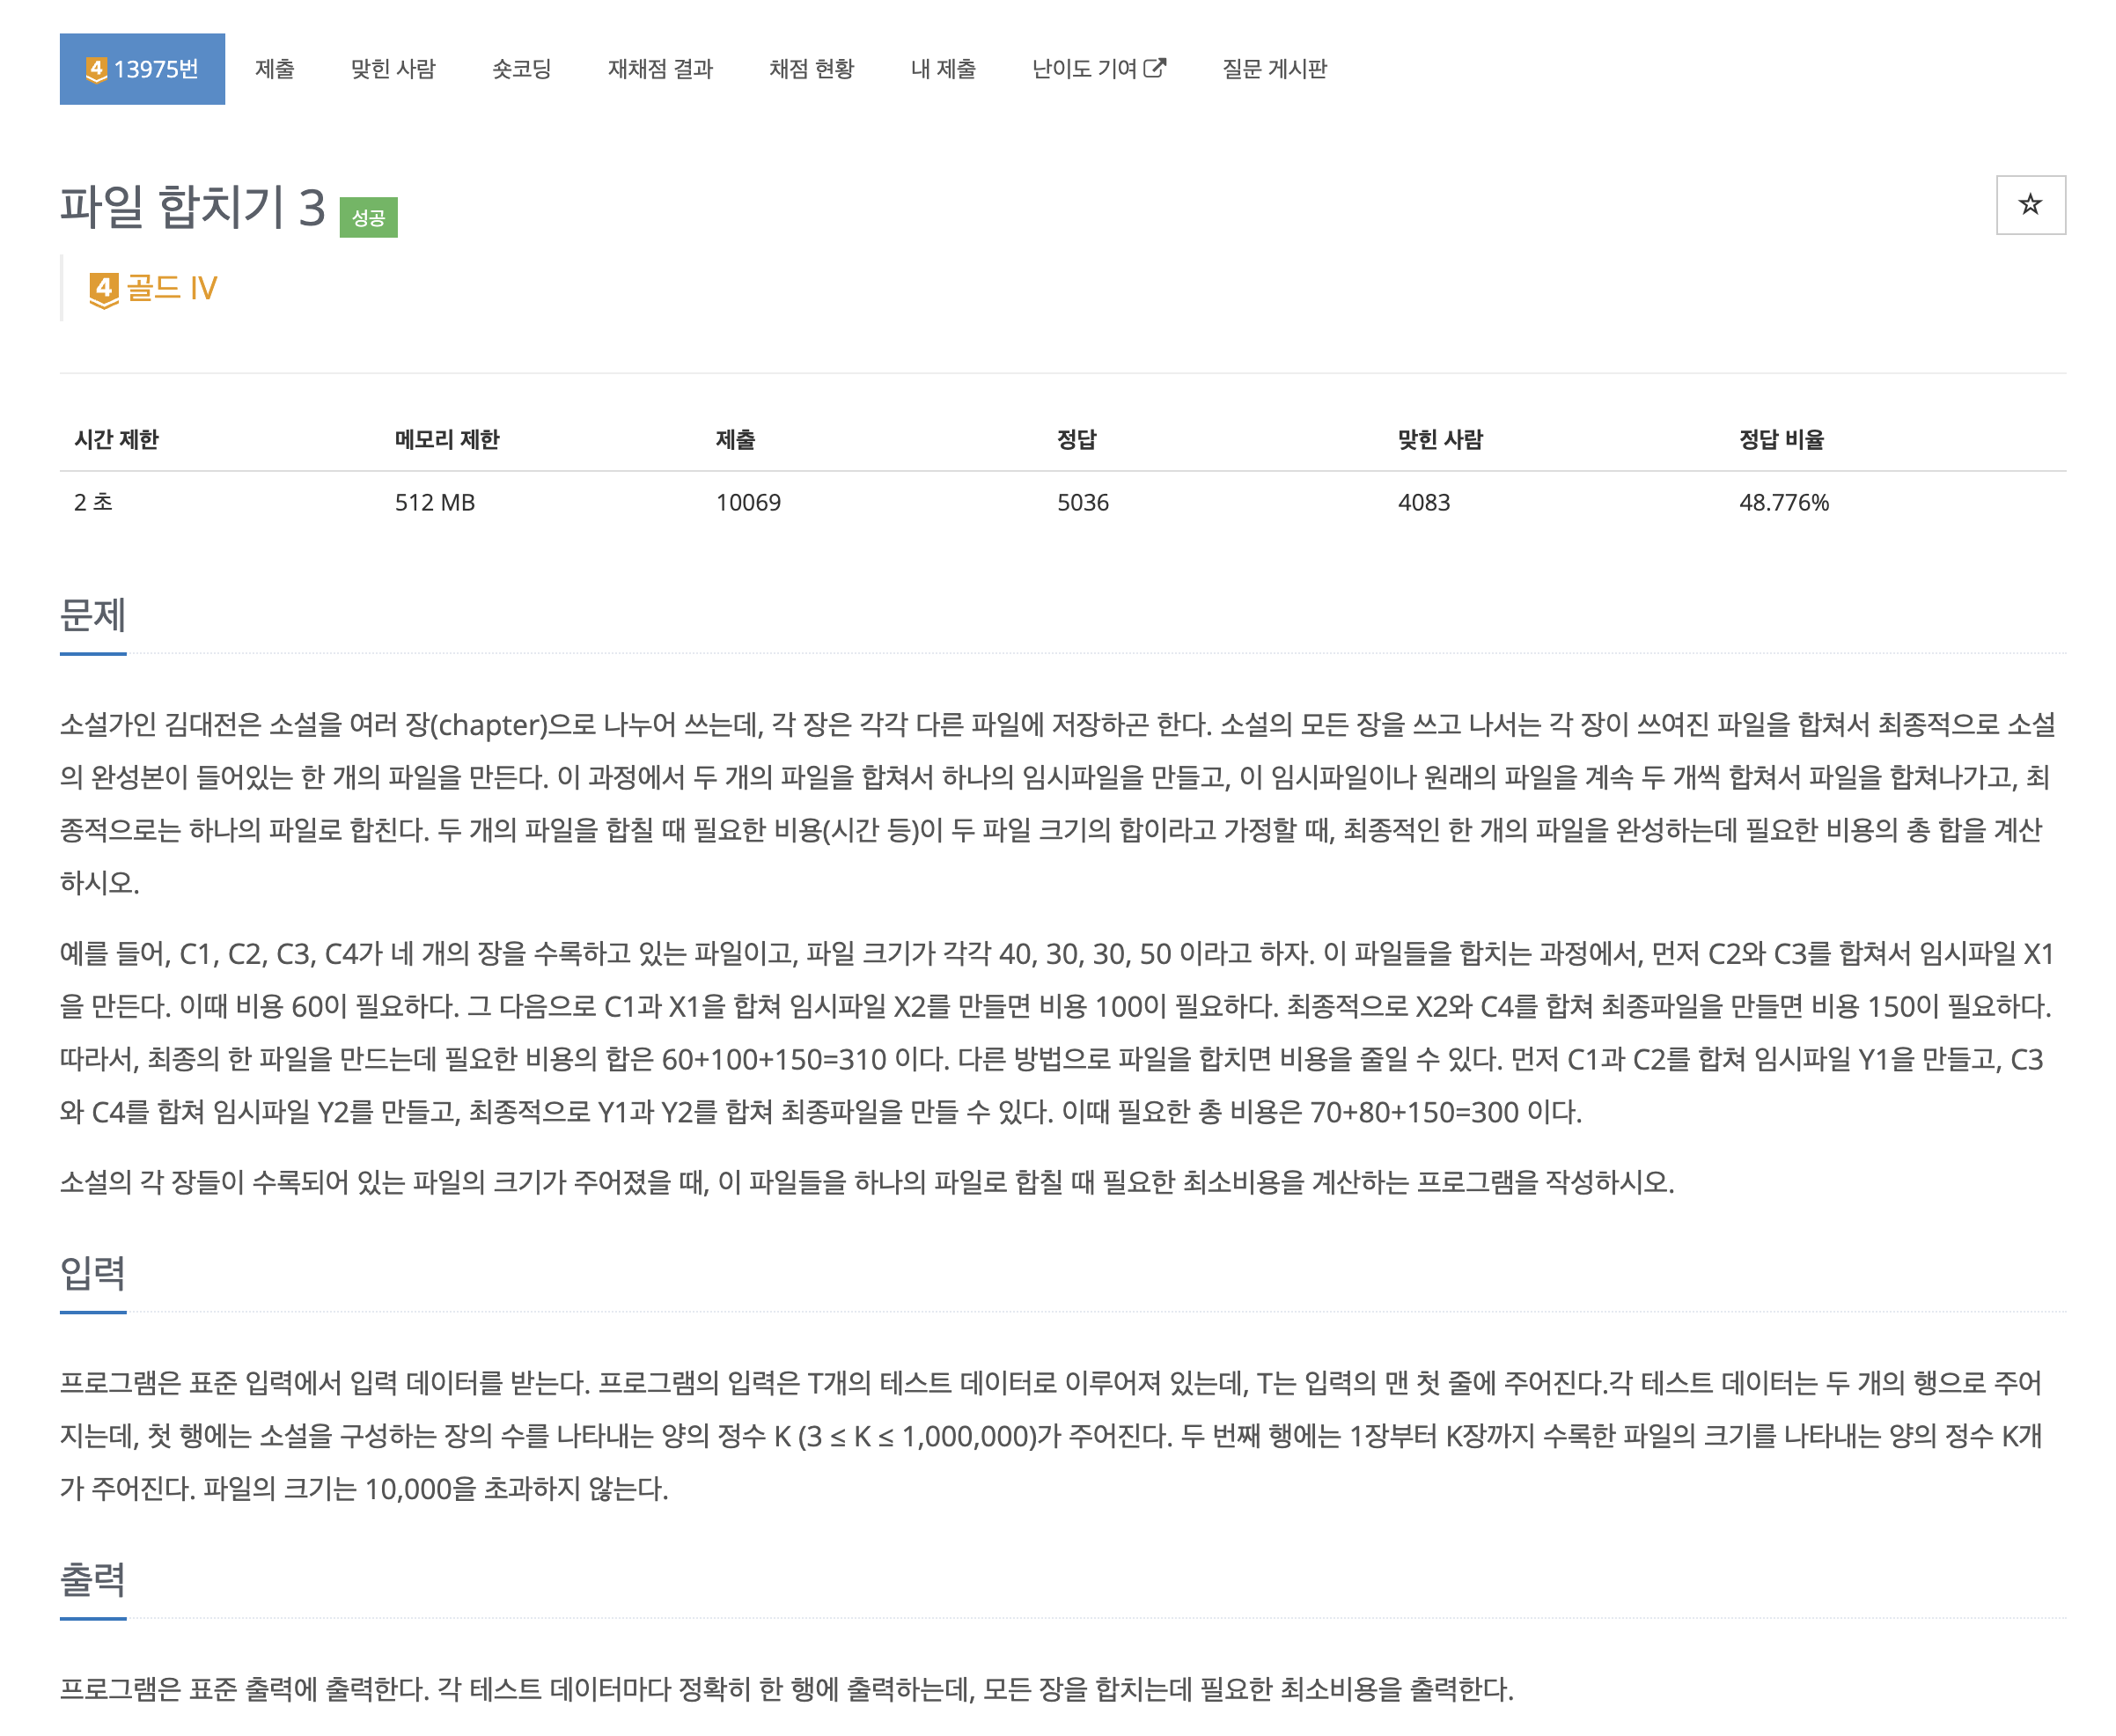 4 13975번 제출 맞힌 사람 숏코딩 재채점 결과 채점 현황 내 제출 난이도 기여 질문 게시판
파일 합치기 3 성공
4 골드 IV
시간 제한 메모리 제한 제출 정답 맞힌 사람 정답 비율
2 초 512 MB 10069 5036 4083 48.776%
문제
소설가인 김대전은 소설을 여러 장(chapter)으로 나누어 쓰는데, 각 장은 각각 다른 파일에 저장하곤 한다. 소설의 모든 장을 쓰고 나서는 각 장이 쓰여진 파일을 합쳐서 최종적으로 소설
의 완성본이 들어있는 한 개의 파일을 만든다. 이 과정에서 두 개의 파일을 합쳐서 하나의 임시파일을 만들고, 이 임시파일이나 원래의 파일을 계속 두 개씩 합쳐서 파일을 합쳐나가고, 최
종적으로는 하나의 파일로 합친다. 두 개의 파일을 합칠 때 필요한 비용(시간 등)이 두 파일 크기의 합이라고 가정할 때, 최종적인 한 개의 파일을 완성하는데 필요한 비용의 총 합을 계산
하시오.
예를 들어, C1, C2, C3, C4가 네 개의 장을 수록하고 있는 파일이고, 파일 크기가 각각 40, 30, 30, 50 이라고 하자. 이 파일들을 합치는 과정에서, 먼저 C2와 C3를 합쳐서 임시파일 X1
을 만든다. 이때 비용 60이 필요하다. 그 다음으로 C1과 X1을 합쳐 임시파일 X2를 만들면 비용 100이 필요하다. 최종적으로 X2와 C4를 합쳐 최종파일을 만들면 비용 150이 필요하다.
따라서, 최종의 한 파일을 만드는데 필요한 비용의 합은 60+100+150=310 이다. 다른 방법으로 파일을 합치면 비용을 줄일 수 있다. 먼저 C1과 C2를 합쳐 임시파일 Y1을 만들고, C3
와 C4를 합쳐 임시파일 Y2를 만들고, 최종적으로 Y1과 Y2를 합쳐 최종파일을 만들 수 있다. 이때 필요한 총 비용은 70+80+150=300 이다.
소설의 각 장들이 수록되어 있는 파일의 크기가 주어졌을 때, 이 파일들을 하나의 파일로 합칠 때 필요한 최소비용을 계산하는 프로그램을 작성하시오.
입력
프로그램은 표준 입력에서 입력 데이터를 받는다. 프로그램의 입력은 T개의 테스트 데이터로 이루어져 있는데, T는 입력의 맨 첫 줄에 주어진다.각 테스트 데이터는 두 개의 행으로 주어
지는데, 첫 행에는 소설을 구성하는 장의 수를 나타내는 양의 정수 K (3 ≤ K ≤ 1,000,000)가 주어진다. 두 번째 행에는 1장부터 K장까지 수록한 파일의 크기를 나타내는 양의 정수 K개
가 주어진다. 파일의 크기는 10,000을 초과하지 않는다.
출력
프로그램은 표준 출력에 출력한다. 각 테스트 데이터마다 정확히 한 행에 출력하는데, 모든 장을 합치는데 필요한 최소비용을 출력한다.